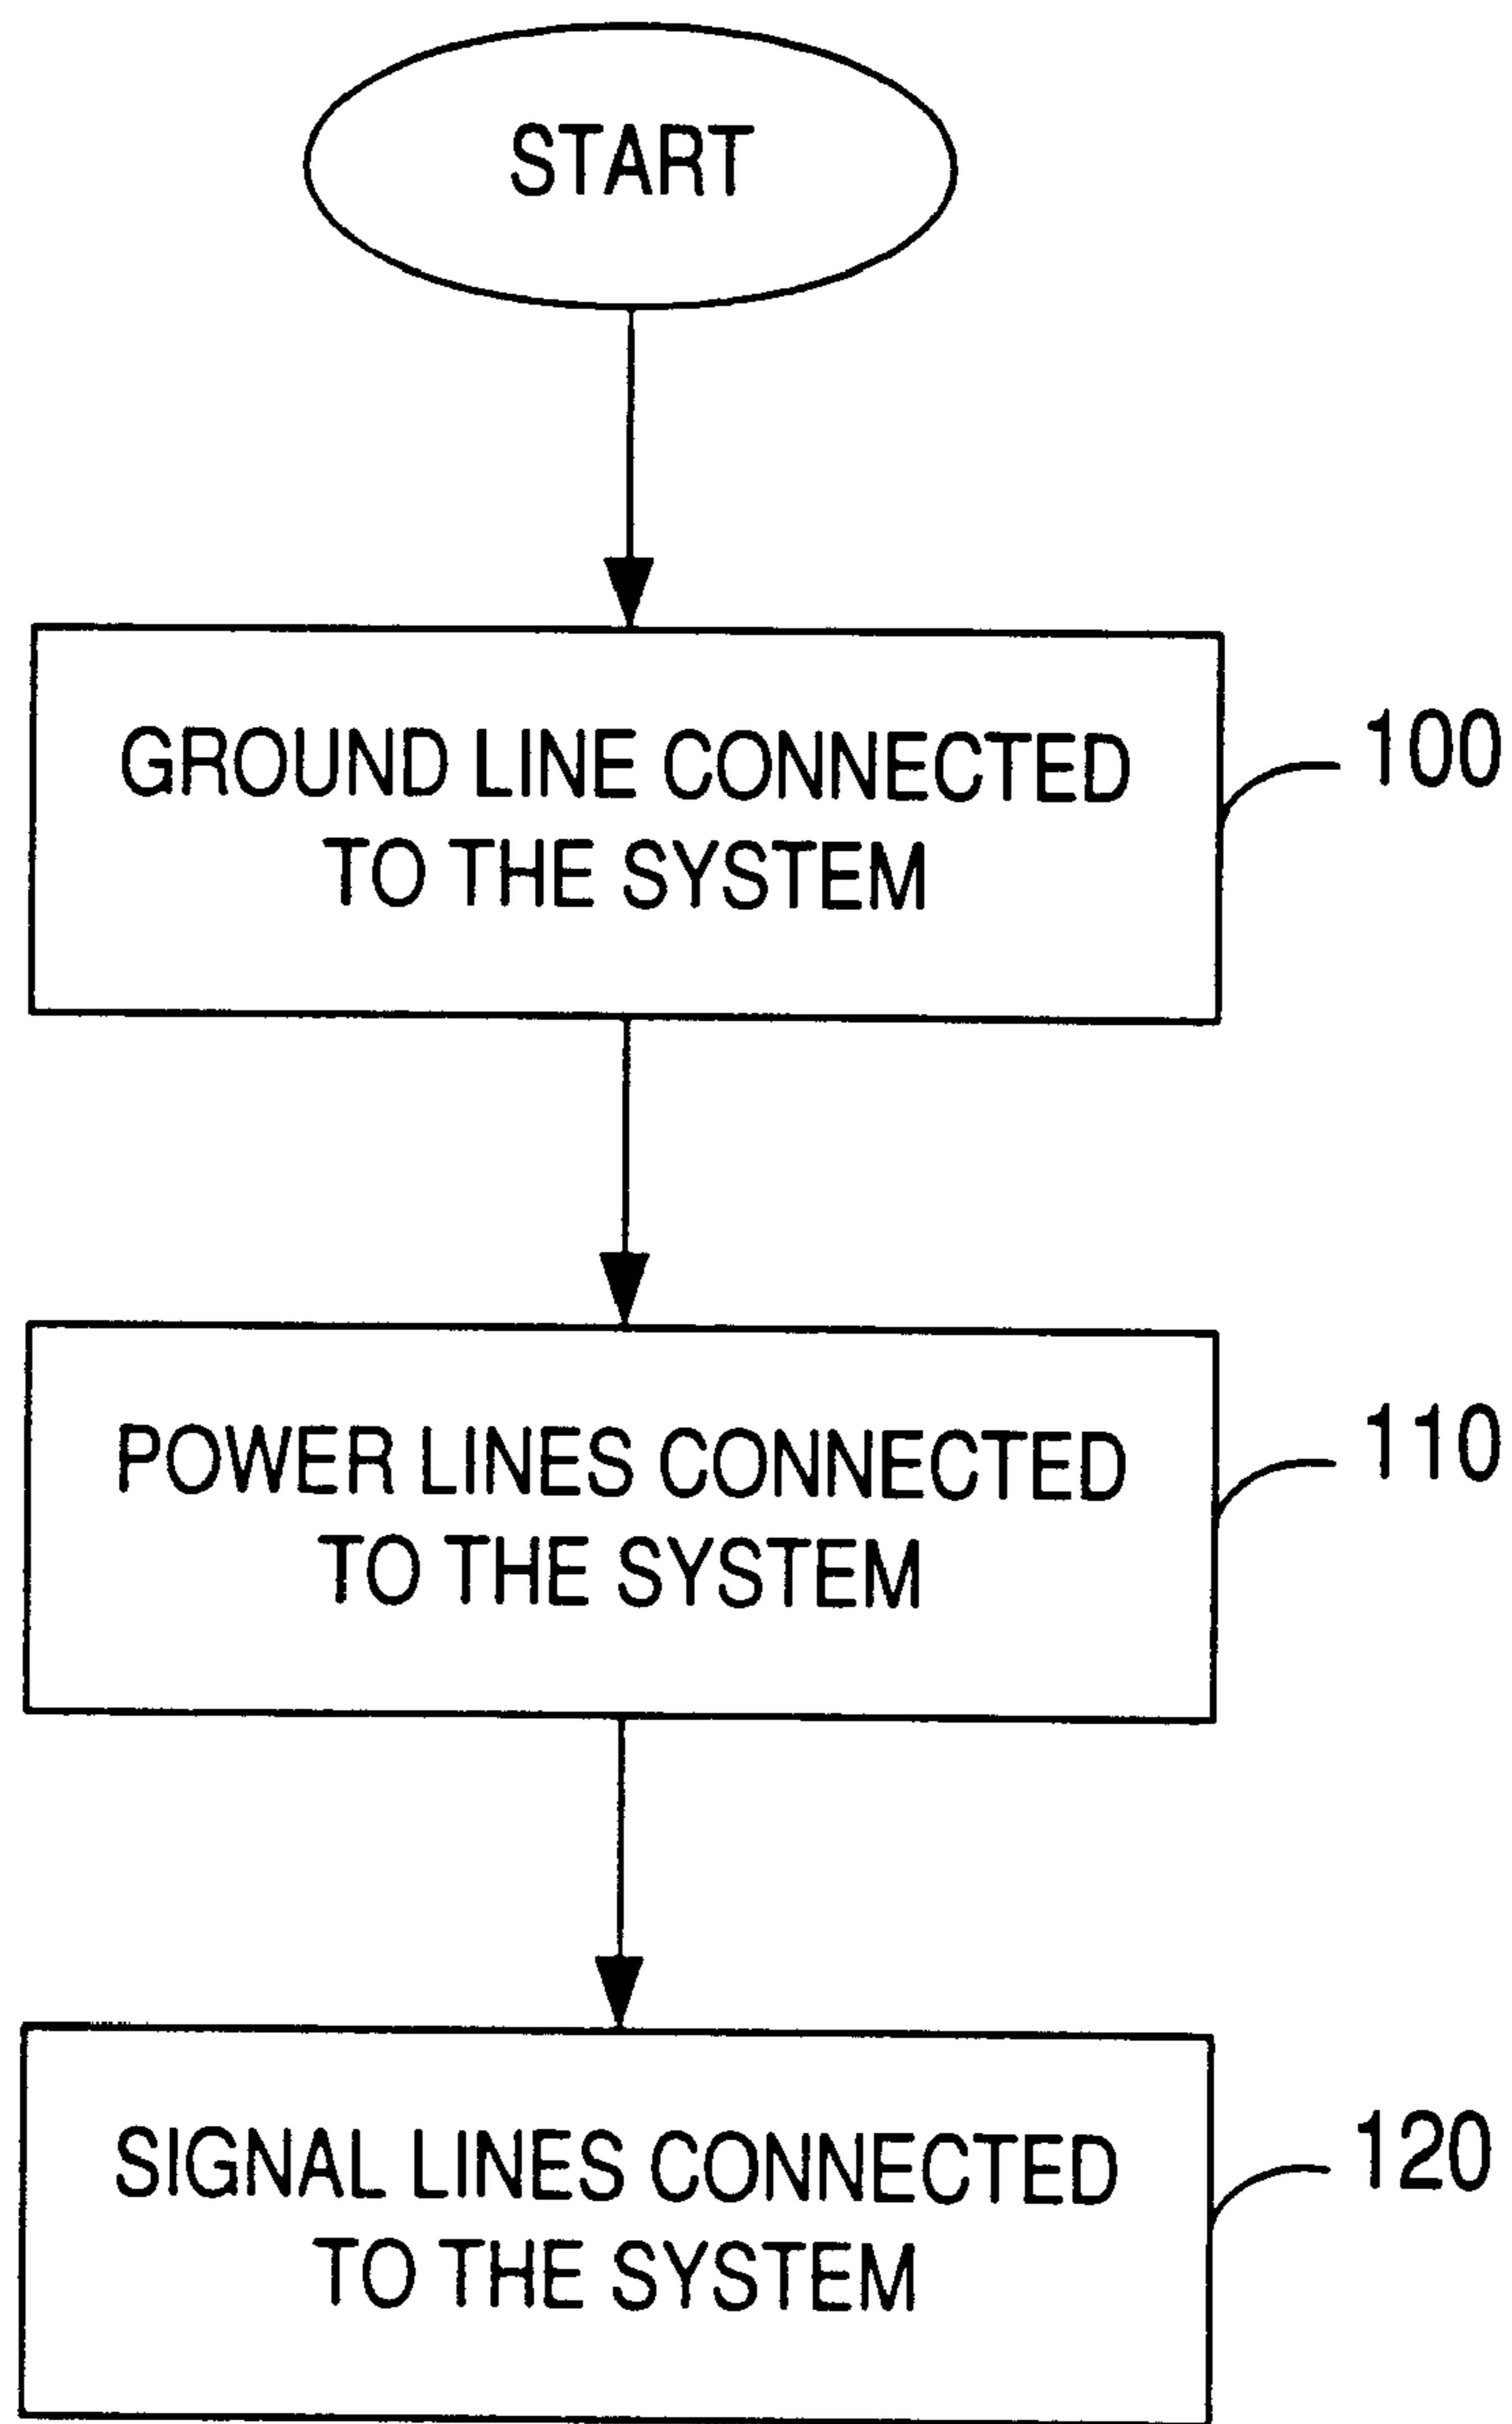 START
GROUND LINE CONNECTED
TO THE SYSTEM
100
POWER LINES CONNECTED
TO THE SYSTEM
110
SIGNAL LINES CONNECTED
TO THE SYSTEM
120